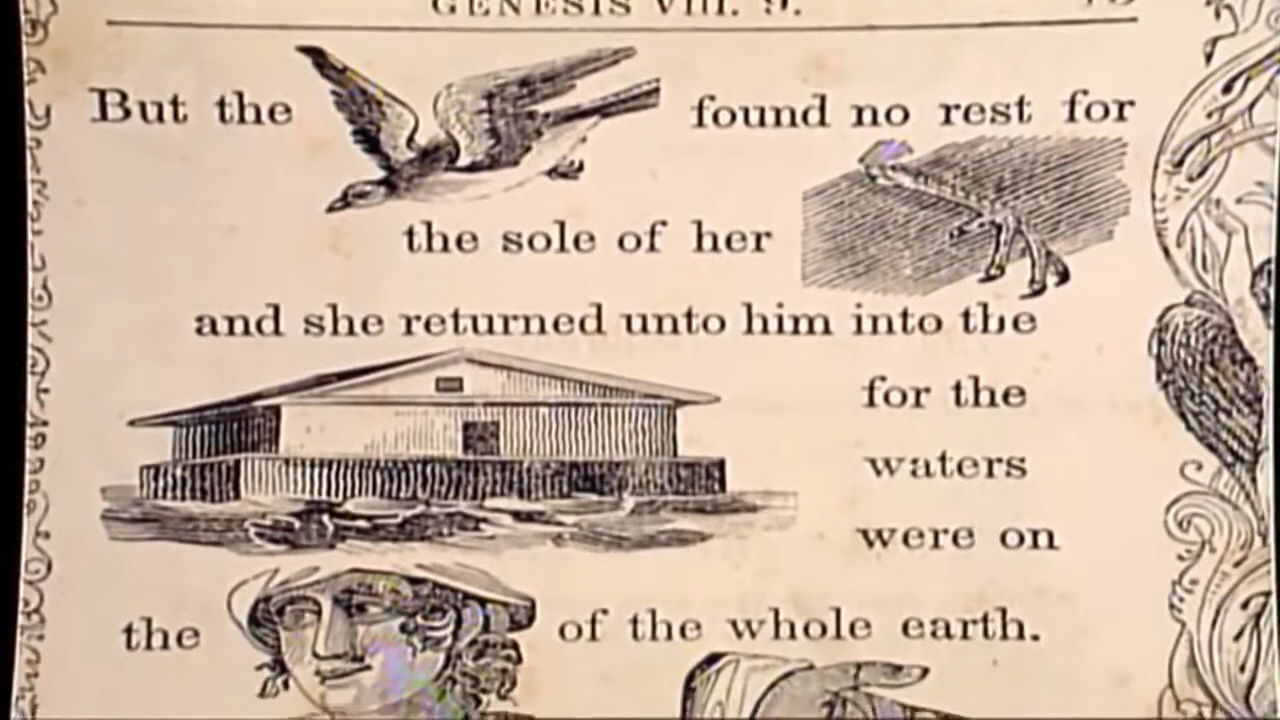 GENESIS VIII. 9.
But the found no rest for
the sole of her
and she returned unto him into the
for the
waters
were on
the of the whole earth.